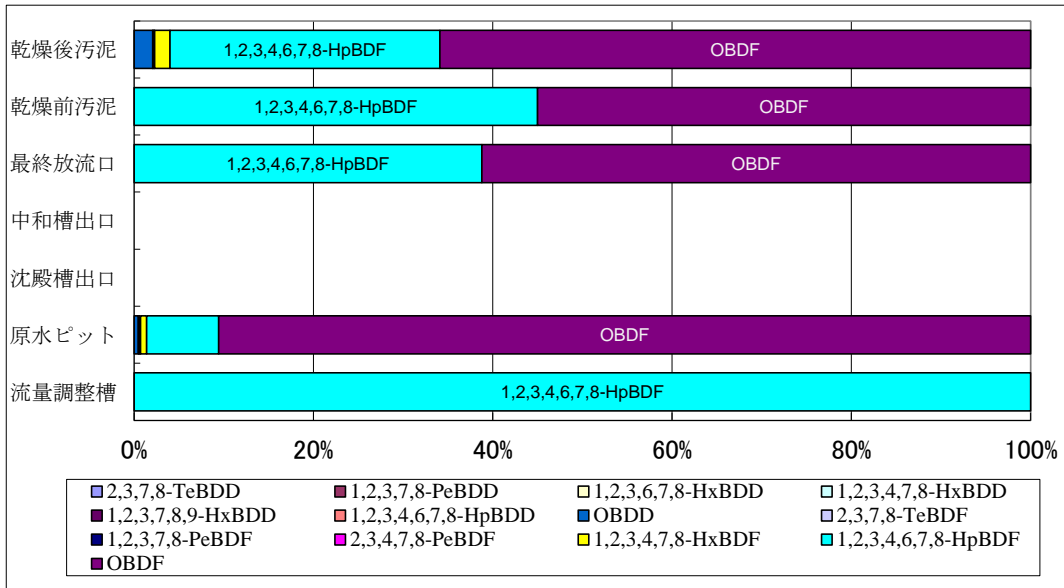 乾燥後汚泥 1,2,3,4,6,7,8-HpBDF OBDF
乾燥前汚泥 1,2,3,4,6,7,8-HpBDF OBDF
最終放流口 1,2,3,4,6,7,8-HpBDF OBDF
中和槽出口
沈殿槽出口
原水ピット OBDF
流量調整槽 1,2,3,4,6,7,8-HpBDF
0% 20% 40% 60% 80% 100%
2,3,7,8-TeBDD 1,2,3,7,8-PeBDD 1,2,3,6,7,8-HxBDD 1,2,3,4,7,8-HxBDD
1,2,3,7,8,9-HxBDD 1,2,3,4,6,7,8-HpBDD OBDD 2,3,7,8-TeBDF
1,2,3,7,8-PeBDF 2,3,4,7,8-PeBDF 1,2,3,4,7,8-HxBDF 1,2,3,4,6,7,8-HpBDF
OBDF